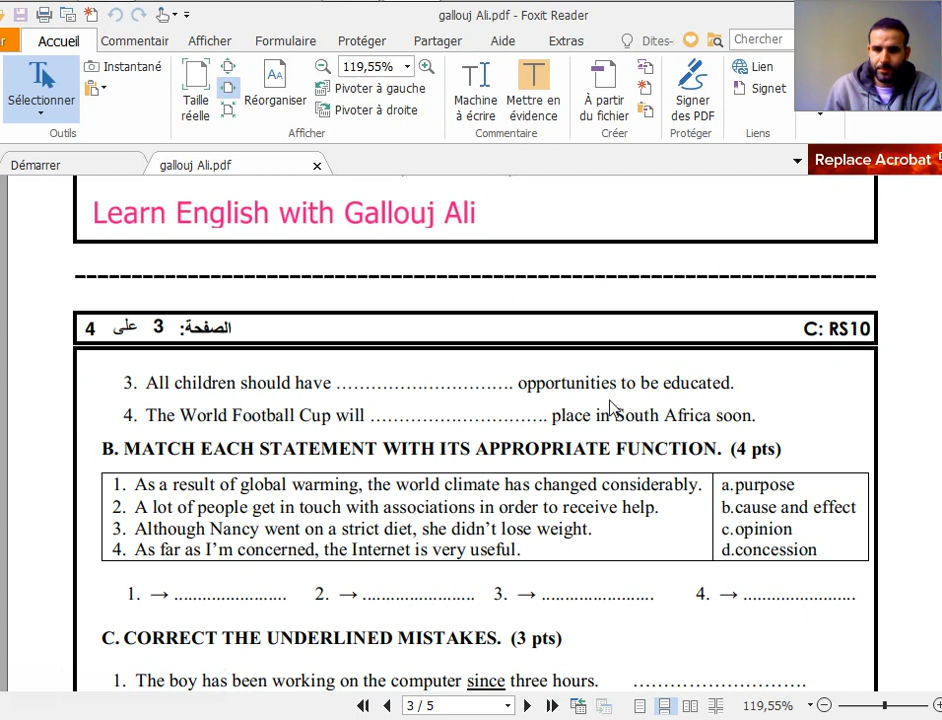 gallouj Ali.pdf - Foxit Reader
Accueil Commentair Afficher Formulaire Protéger Partager Aide Extras Dites- Chercher
Sélectionner
Instantané
Taille réelle
Réorganiser
119,55%
Pivoter à gauche
Pivoter à droite
Machine à écrire
Mettre en évidence
À partir du fichier
Signer des PDF
Lien
Signet
Outils Afficher Commentaire Créer Protéger Liens
Démarrer gallouj Ali.pdf Replace Acrobat
Learn English with Gallouj Ali
4 على 3 الصفحة: C: RS10
3. All children should have ................................ opportunities to be educated.
4. The World Football Cup will ................................ place in South Africa soon.
B. MATCH EACH STATEMENT WITH ITS APPROPRIATE FUNCTION. (4 pts)
1. As a result of global warming, the world climate has changed considerably. a.purpose
2. A lot of people get in touch with associations in order to receive help. b.cause and effect
3. Although Nancy went on a strict diet, she didn't lose weight. c.opinion
4. As far as I'm concerned, the Internet is very useful. d.concession
1. → ........................ 2. → ........................ 3. → ........................ 4. → ........................
C. CORRECT THE UNDERLINED MISTAKES. (3 pts)
1. The boy has been working on the computer since three hours. .............................
3 / 5 119,55%